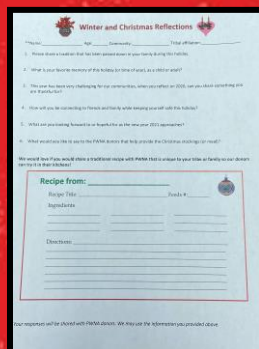 Winter and Christmas Reflections
**Name: Age Community Tribal affiliation:
1. Please share a tradition that has been passed down in your family during this holiday.
2. What is your favorite memory of this holiday (or time of year), as a child or adult?
3. This year has been very challenging for our communities, when you reflect on 2020, can you share something you are thankful for?
4. How will you be connecting to friends and family while keeping yourself safe this holiday?
5. What are you looking forward to or hopeful for as the new year 2021 approaches?
6. What would you like to say to the PWNA donors that help provide the Christmas stockings (or meal)?
We would love if you would share a traditional recipe with PWNA that is unique to your tribe or family so our donors can try it in their kitchens!
Recipe from:
Recipe Title: Feeds #
Ingredients
Directions
Your responses will be shared with PWNA donors. We may use the information you provided above